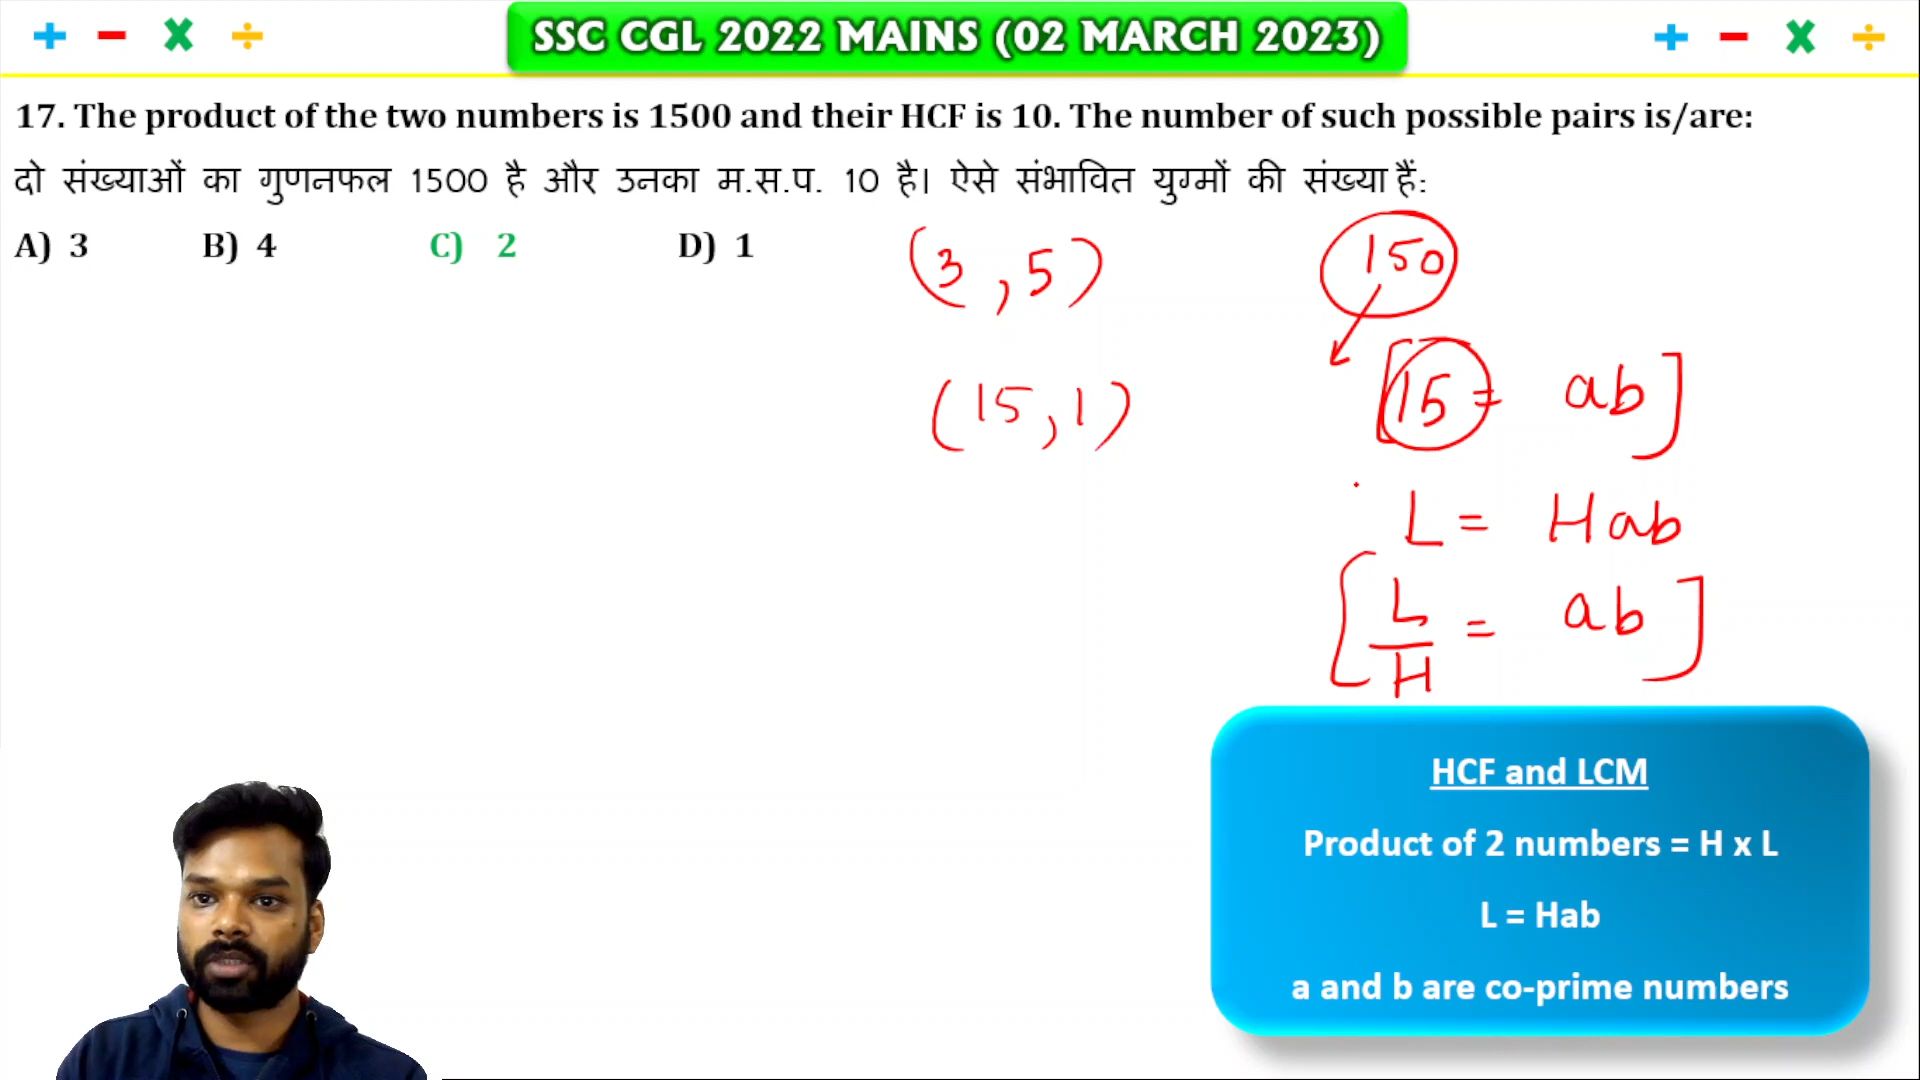 SSC CGL 2022 MAINS (02 MARCH 2023)
17. The product of the two numbers is 1500 and their HCF is 10. The number of such possible pairs is/are:
दो संख्याओं का गुणनफल 1500 है और उनका म.स.प. 10 है। ऐसे संभावित युग्मों की संख्या हैं:
A) 3 B) 4 C) 2 D) 1
(3, 5)
150
(15, 1)
[15 = ab]
L = Hab
[L/H = ab]
HCF and LCM
Product of 2 numbers = H x L
L = Hab
a and b are co-prime numbers